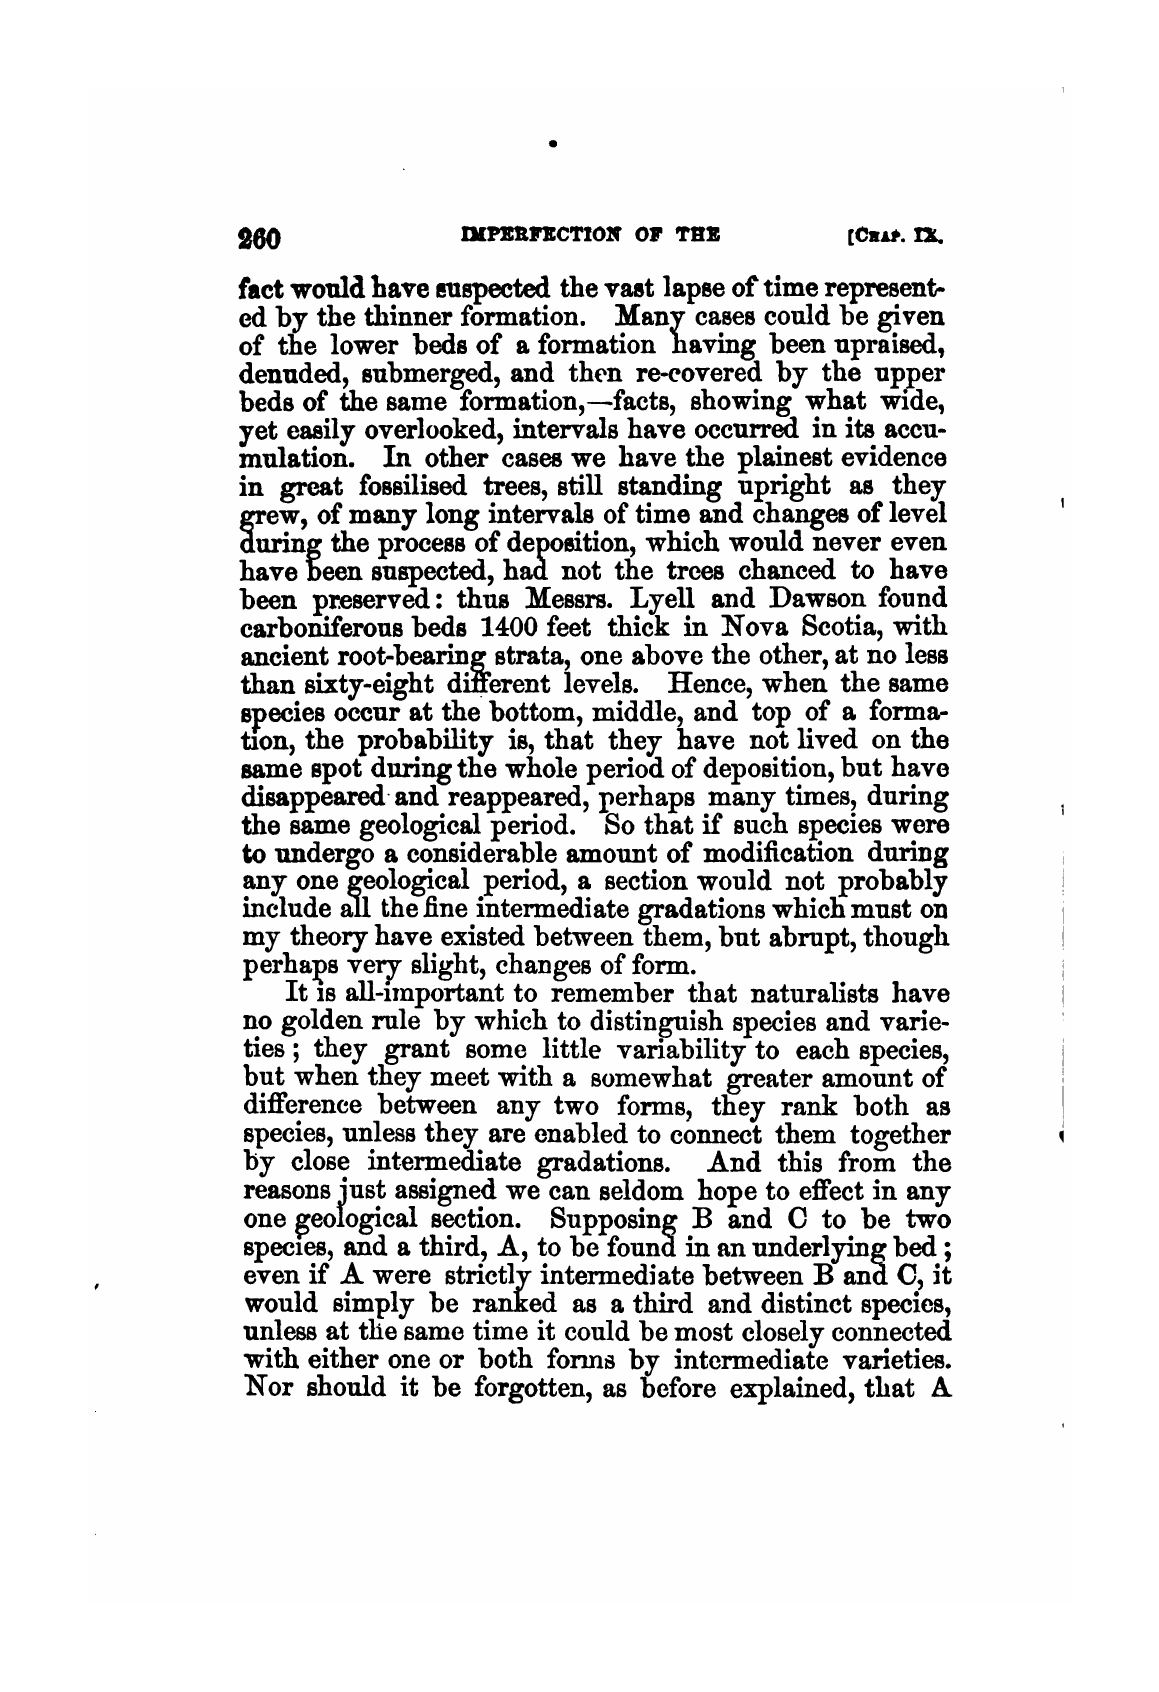 260 IMPERFECTION OF THE [CHAP. IX.
fact would have suspected the vast lapse of time represent-
ed by the thinner formation. Many cases could be given
of the lower beds of a formation having been upraised,
denuded, submerged, and then re-covered by the upper
beds of the same formation,—facts, showing what wide,
yet easily overlooked, intervals have occurred in its accu-
mulation. In other cases we have the plainest evidence
in great fossilised trees, still standing upright as they
grew, of many long intervals of time and changes of level
during the process of deposition, which would never even
have been suspected, had not the trees chanced to have
been preserved: thus Messrs. Lyell and Dawson found
carboniferous beds 1400 feet thick in Nova Scotia, with
ancient root-bearing strata, one above the other, at no less
than sixty-eight different levels. Hence, when the same
species occur at the bottom, middle, and top of a forma-
tion, the probability is, that they have not lived on the
same spot during the whole period of deposition, but have
disappeared and reappeared, perhaps many times, during
the same geological period. So that if such species were
to undergo a considerable amount of modification during
any one geological period, a section would not probably
include all the fine intermediate gradations which must on
my theory have existed between them, but abrupt, though
perhaps very slight, changes of form.
It is all-important to remember that naturalists have
no golden rule by which to distinguish species and varie-
ties; they grant some little variability to each species,
but when they meet with a somewhat greater amount of
difference between any two forms, they rank both as
species, unless they are enabled to connect them together
by close intermediate gradations. And this from the
reasons just assigned we can seldom hope to effect in any
one geological section. Supposing B and C to be two
species, and a third, A, to be found in an underlying bed;
even if A were strictly intermediate between B and C, it
would simply be ranked as a third and distinct species,
unless at the same time it could be most closely connected
with either one or both forms by intermediate varieties.
Nor should it be forgotten, as before explained, that A